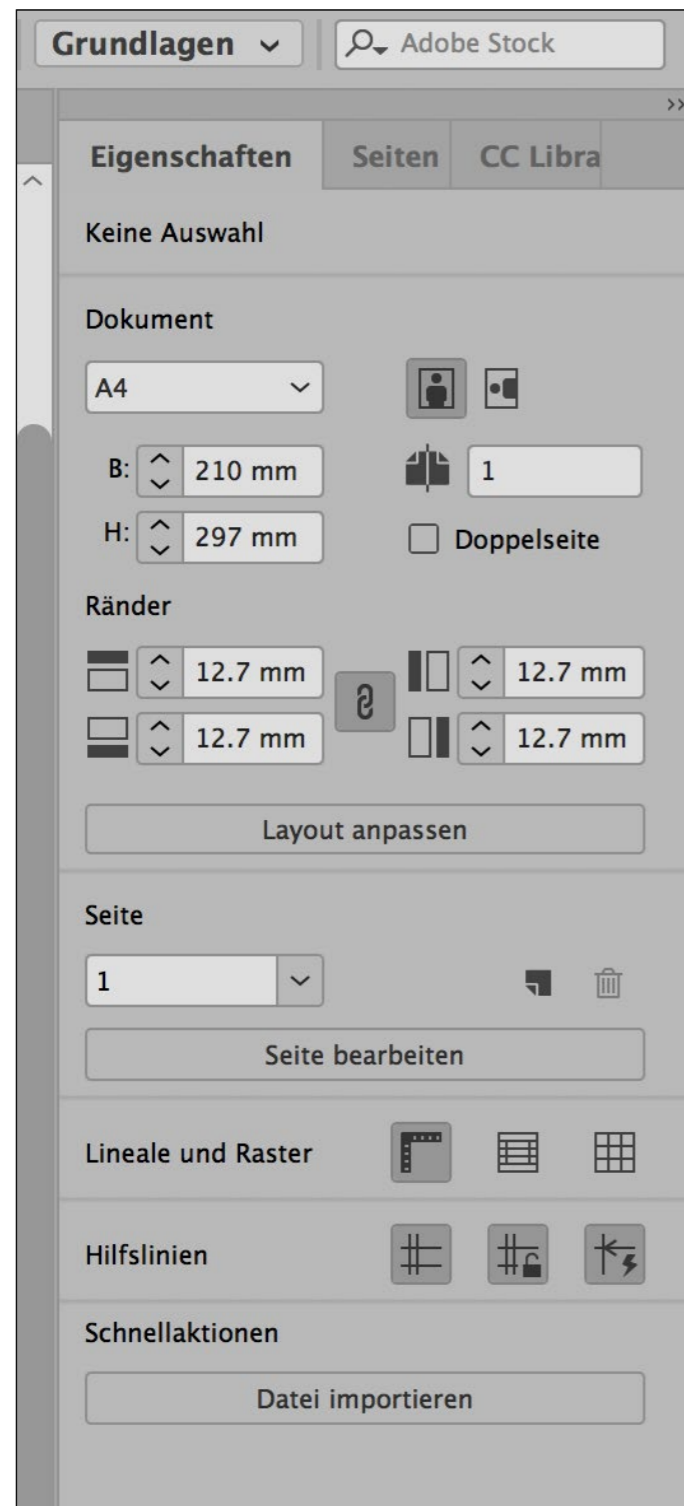 Grundlagen Adobe Stock
Eigenschaften Seiten CC Libra
Keine Auswahl
Dokument
A4
B: 210 mm 1
H: 297 mm Doppelseite
Ränder
12.7 mm 12.7 mm
12.7 mm 12.7 mm
Layout anpassen
Seite
1
Seite bearbeiten
Lineale und Raster
Hilfslinien
Schnellaktionen
Datei importieren